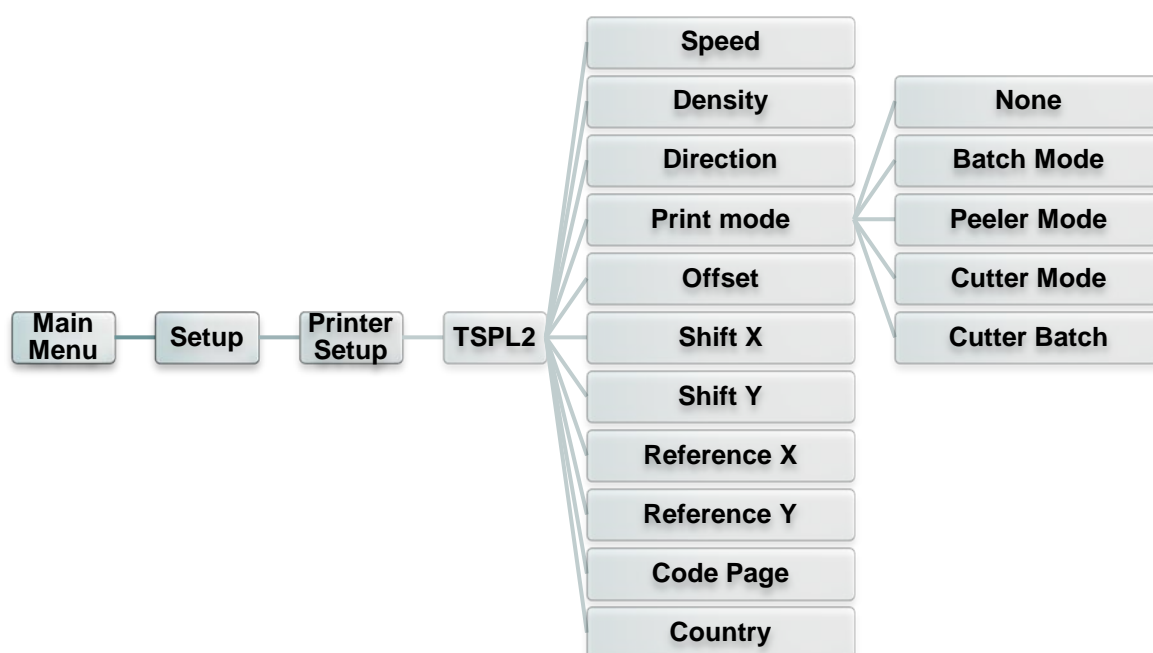 Main
Menu
Setup
Printer
Setup
TSPL2
Speed
Density
Direction
Print mode
Offset
Shift X
Shift Y
Reference X
Reference Y
Code Page
Country
None
Batch Mode
Peeler Mode
Cutter Mode
Cutter Batch